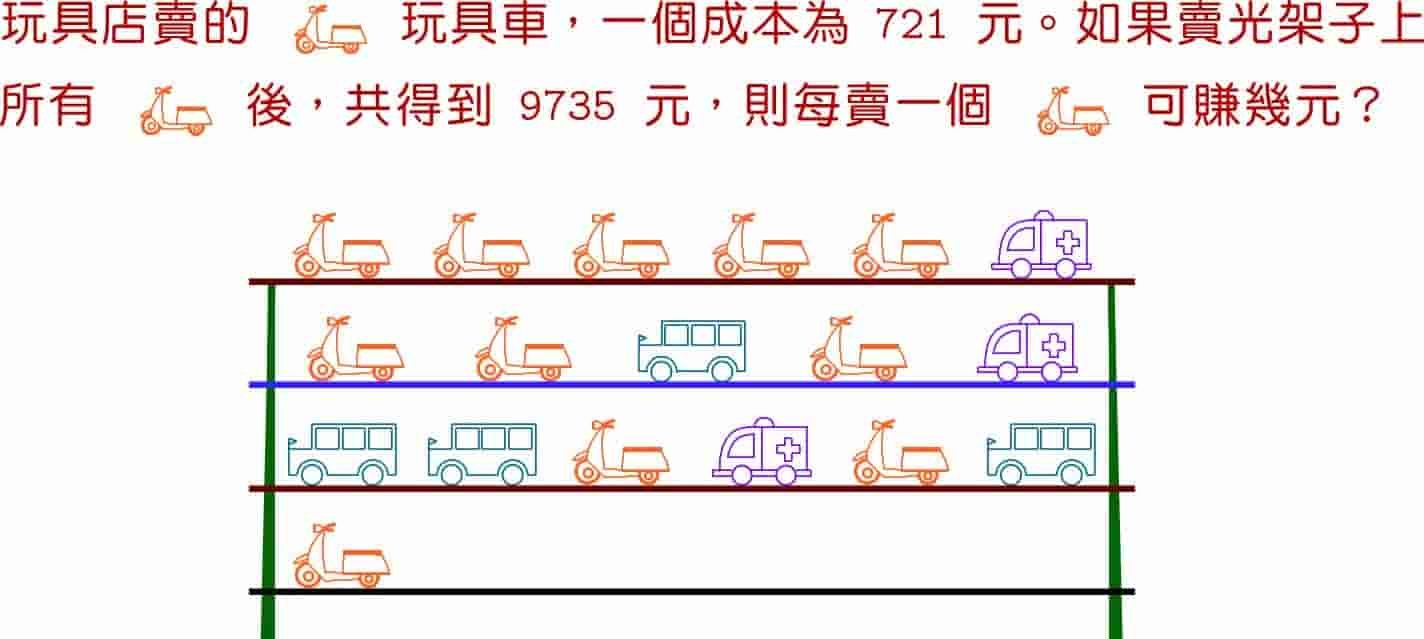 玩具店賣的 玩具車，一個成本為 721 元。如果賣光架子上
所有 後，共得到 9735 元，則每賣一個 可賺幾元？